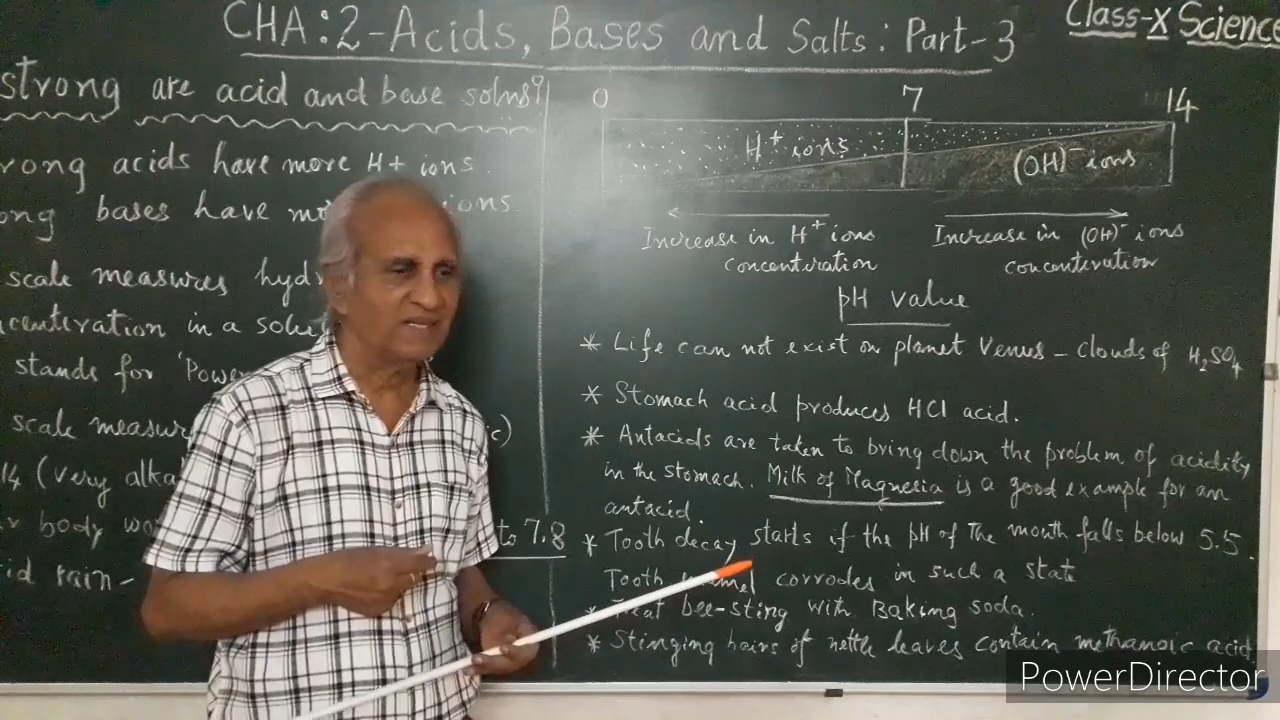 CHA:2-Acids, Bases and Salts: Part-3
Class-X Science
strong are acid and base solns?
rong acids have more H+ ions.
ong bases have mo ions.
scale measures hyd
centration in a solu
stands for 'Power
scale measur c)
14 (very alka
r body wo to 7.8
id rain-
0 7 14
H+ ions
(OH)- ions
Increase in H+ ions concentration
Increase in (OH)- ions concentration
pH value
* Life can not exist on planet Venus - clouds of H2SO4
* Stomach acid produces HCl acid.
* Antacids are taken to bring down the problem of acidity
in the stomach. Milk of Magnesia is a good example for an
antacid.
* Tooth decay starts if the pH of the mouth falls below 5.5.
Tooth mel corrodes in such a state
* Treat bee-sting with Baking soda.
* Stinging hairs of nettle leaves contain methanoic acid
PowerDirector